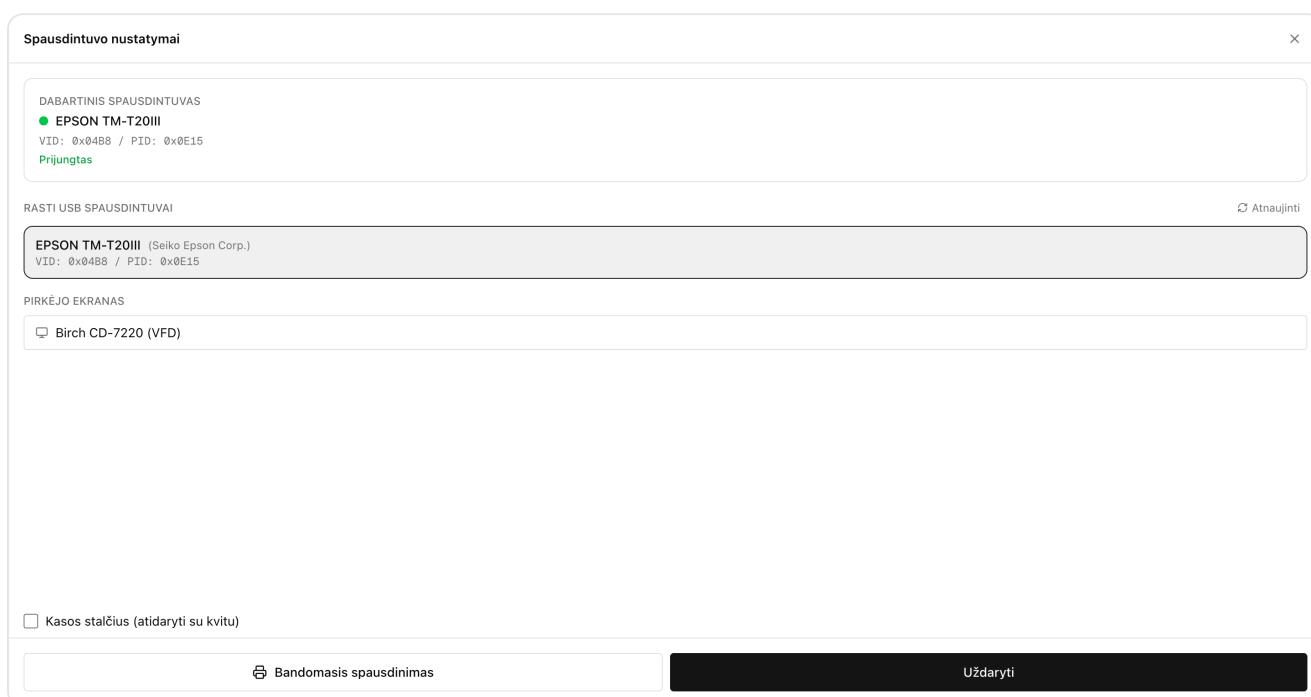 Spausdintuvo nustatymai
DABARTINIS SPAUSDINTUVAS
EPSON TM-T20III
VID: 0x04B8 / PID: 0x0E15
Prijungtas
RASTI USB SPAUSDINTUVAI
Atnaujinti
EPSON TM-T20III (Seiko Epson Corp.)
VID: 0x04B8 / PID: 0x0E15
PIRKĖJO EKRANAS
Birch CD-7220 (VFD)
Kasos stalčius (atidaryti su kvitu)
Bandomasis spausdinimas
Uždaryti